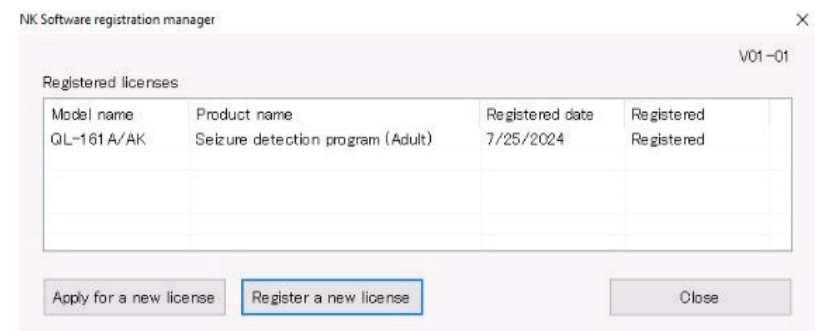 NK Software registration manager
V01-01
Registered licenses
Model name Product name Registered date Registered
QL-161A/AK Seizure detection program (Adult) 7/25/2024 Registered
Apply for a new license Register a new license Close